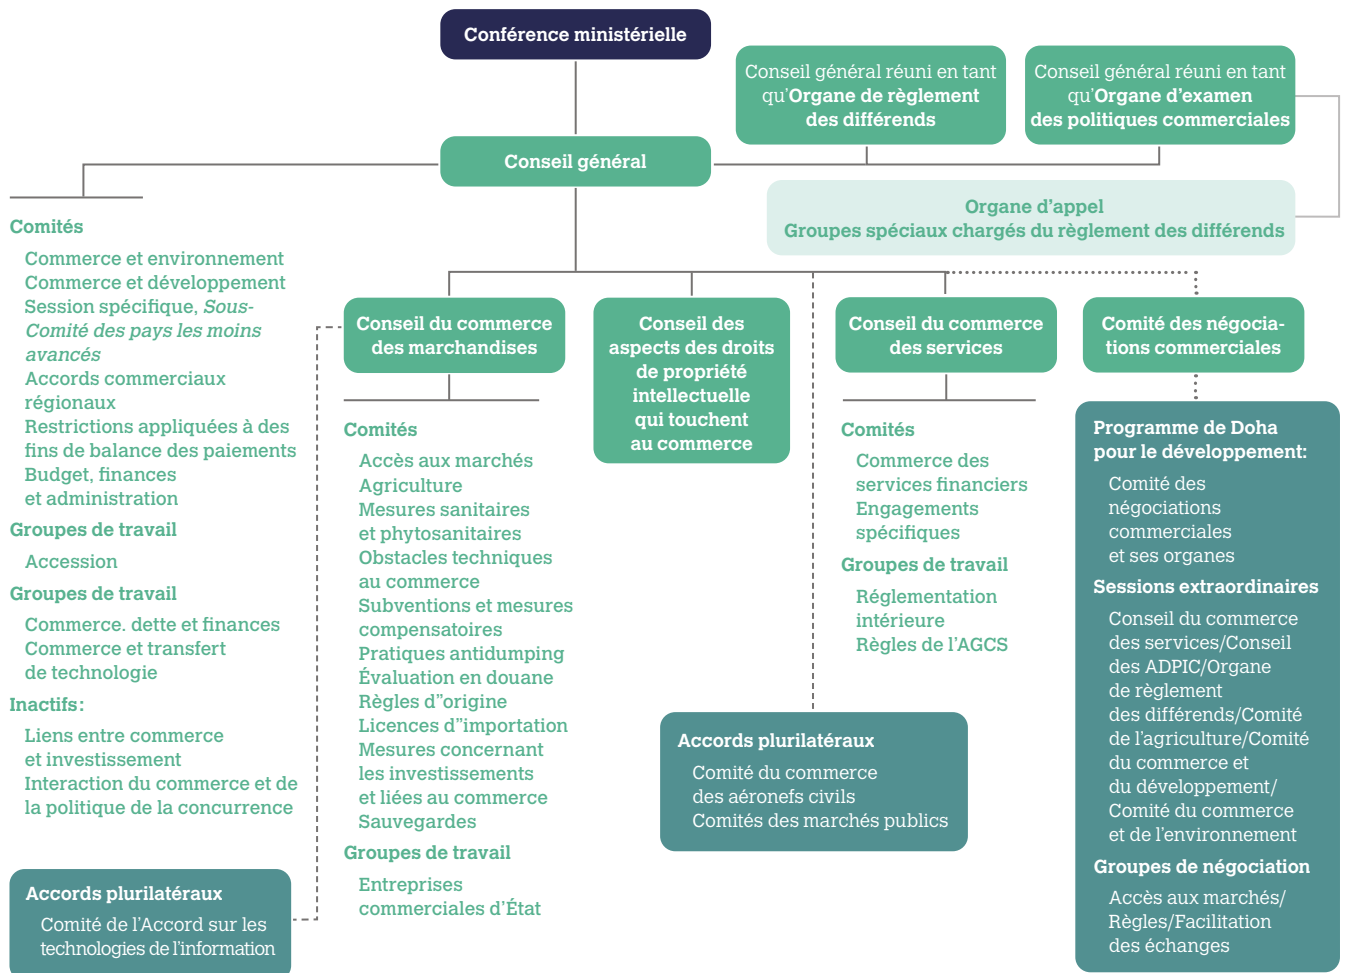 Conférence ministérielle
Conseil général réuni en tant
qu'Organe de règlement
des différends
Conseil général réuni en tant
qu'Organe d'examen
des politiques commerciales
Conseil général
Organe d'appel
Groupes spéciaux chargés du règlement des différends
Comités
Commerce et environnement
Commerce et développement
Session spécifique, Sous-
Comité des pays les moins
avancés
Accords commerciaux
régionaux
Restrictions appliquées à des
fins de balance des paiements
Budget, finances
et administration
Groupes de travail
Accession
Groupes de travail
Commerce. dette et finances
Commerce et transfert
de technologie
Inactifs:
Liens entre commerce
et investissement
Interaction du commerce et de
la politique de la concurrence
Accords plurilatéraux
Comité de l'Accord sur les
technologies de l'information
Conseil du commerce
des marchandises
Comités
Accès aux marchés
Agriculture
Mesures sanitaires
et phytosanitaires
Obstacles techniques
au commerce
Subventions et mesures
compensatoires
Pratiques antidumping
Évaluation en douane
Règles d"origine
Licences d"importation
Mesures concernant
les investissements
et liées au commerce
Sauvegardes
Groupes de travail
Entreprises
commerciales d'État
Conseil des
aspects des droits
de propriété
intellectuelle
qui touchent
au commerce
Accords plurilatéraux
Comité du commerce
des aéronefs civils
Comités des marchés publics
Conseil du commerce
des services
Comités
Commerce des
services financiers
Engagements
spécifiques
Groupes de travail
Réglementation
intérieure
Règles de l'AGCS
Comité des négocia-
tions commerciales
Programme de Doha
pour le développement:
Comité des
négociations
commerciales
et ses organes
Sessions extraordinaires
Conseil du commerce
des services/Conseil
des ADPIC/Organe
de règlement
des différends/Comité
de l'agriculture/Comité
du commerce et
du développement/
Comité du commerce
et de l'environnement
Groupes de négociation
Accès aux marchés/
Règles/Facilitation
des échanges